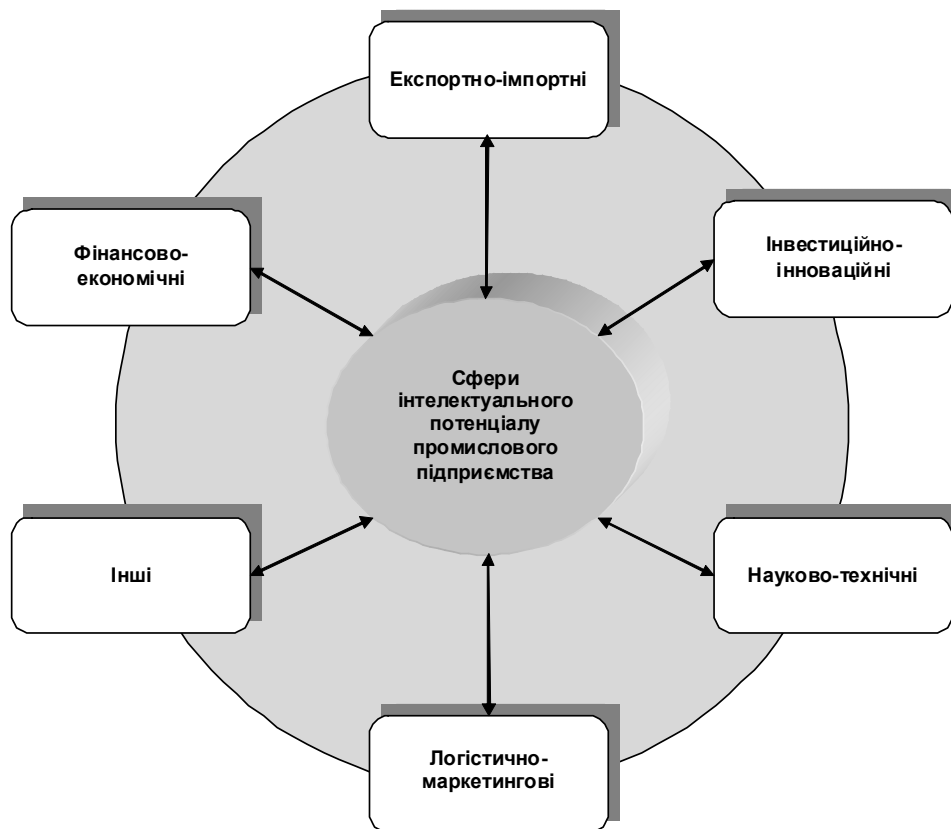 Експортно-імпортні
Фінансово-
економічні
Інвестиційно-
інноваційні
Сфери
інтелектуального
потенціалу
промислового
підприємства
Інші
Науково-технічні
Логістично-
маркетингові